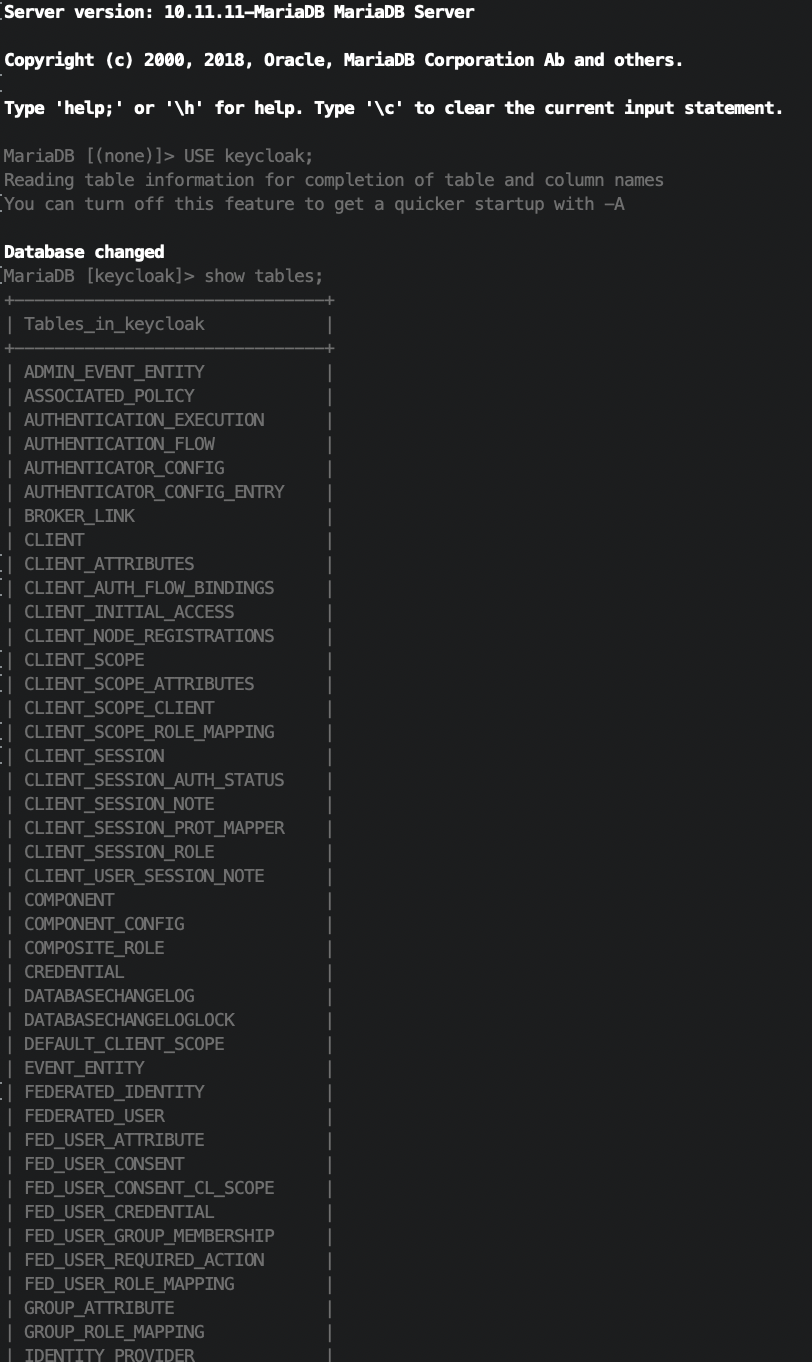 Server version: 10.11.11-MariaDB MariaDB Server
Copyright (c) 2000, 2018, Oracle, MariaDB Corporation Ab and others.
Type 'help;' or '\h' for help. Type '\c' to clear the current input statement.
MariaDB [(none)]> USE keycloak;
Reading table information for completion of table and column names
You can turn off this feature to get a quicker startup with -A
Database changed
MariaDB [keycloak]> show tables;
+-------------------------------+
| Tables_in_keycloak            |
+-------------------------------+
| ADMIN_EVENT_ENTITY            |
| ASSOCIATED_POLICY             |
| AUTHENTICATION_EXECUTION      |
| AUTHENTICATION_FLOW           |
| AUTHENTICATOR_CONFIG          |
| AUTHENTICATOR_CONFIG_ENTRY    |
| BROKER_LINK                   |
| CLIENT                        |
| CLIENT_ATTRIBUTES             |
| CLIENT_AUTH_FLOW_BINDINGS     |
| CLIENT_INITIAL_ACCESS         |
| CLIENT_NODE_REGISTRATIONS     |
| CLIENT_SCOPE                  |
| CLIENT_SCOPE_ATTRIBUTES       |
| CLIENT_SCOPE_CLIENT           |
| CLIENT_SCOPE_ROLE_MAPPING     |
| CLIENT_SESSION                |
| CLIENT_SESSION_AUTH_STATUS    |
| CLIENT_SESSION_NOTE           |
| CLIENT_SESSION_PROT_MAPPER    |
| CLIENT_SESSION_ROLE           |
| CLIENT_USER_SESSION_NOTE      |
| COMPONENT                     |
| COMPONENT_CONFIG              |
| COMPOSITE_ROLE                |
| CREDENTIAL                    |
| DATABASECHANGELOG             |
| DATABASECHANGELOGLOCK         |
| DEFAULT_CLIENT_SCOPE          |
| EVENT_ENTITY                  |
| FEDERATED_IDENTITY            |
| FEDERATED_USER                |
| FED_USER_ATTRIBUTE            |
| FED_USER_CONSENT              |
| FED_USER_CONSENT_CL_SCOPE     |
| FED_USER_CREDENTIAL           |
| FED_USER_GROUP_MEMBERSHIP     |
| FED_USER_REQUIRED_ACTION      |
| FED_USER_ROLE_MAPPING         |
| GROUP_ATTRIBUTE               |
| GROUP_ROLE_MAPPING            |
| IDENTITY_PROVIDER             |